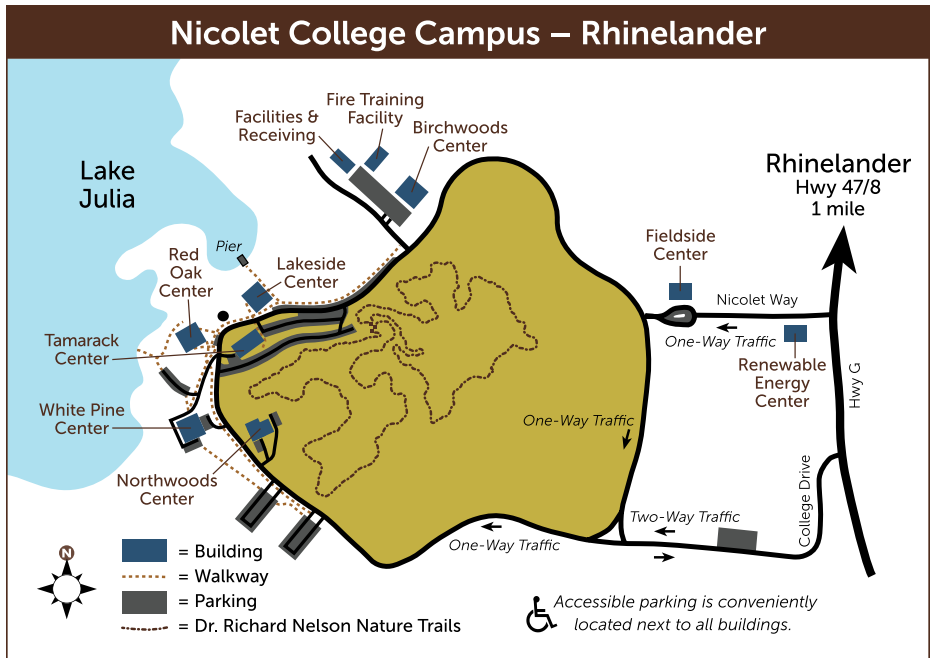 Nicolet College Campus – Rhinelander
Fire Training
Facility
Facilities &
Receiving
Birchwoods
Center
Lake
Julia
Rhinelander
Hwy 47/8
1 mile
Pier
Red
Oak
Center
Lakeside
Center
Fieldside
Center
Nicolet Way
One-Way Traffic
Tamarack
Center
Renewable
Energy
Center
Hwy G
White Pine
Center
One-Way Traffic
Northwoods
Center
College Drive
Two-Way Traffic
One-Way Traffic
N
= Building
= Walkway
= Parking
= Dr. Richard Nelson Nature Trails
Accessible parking is conveniently
located next to all buildings.